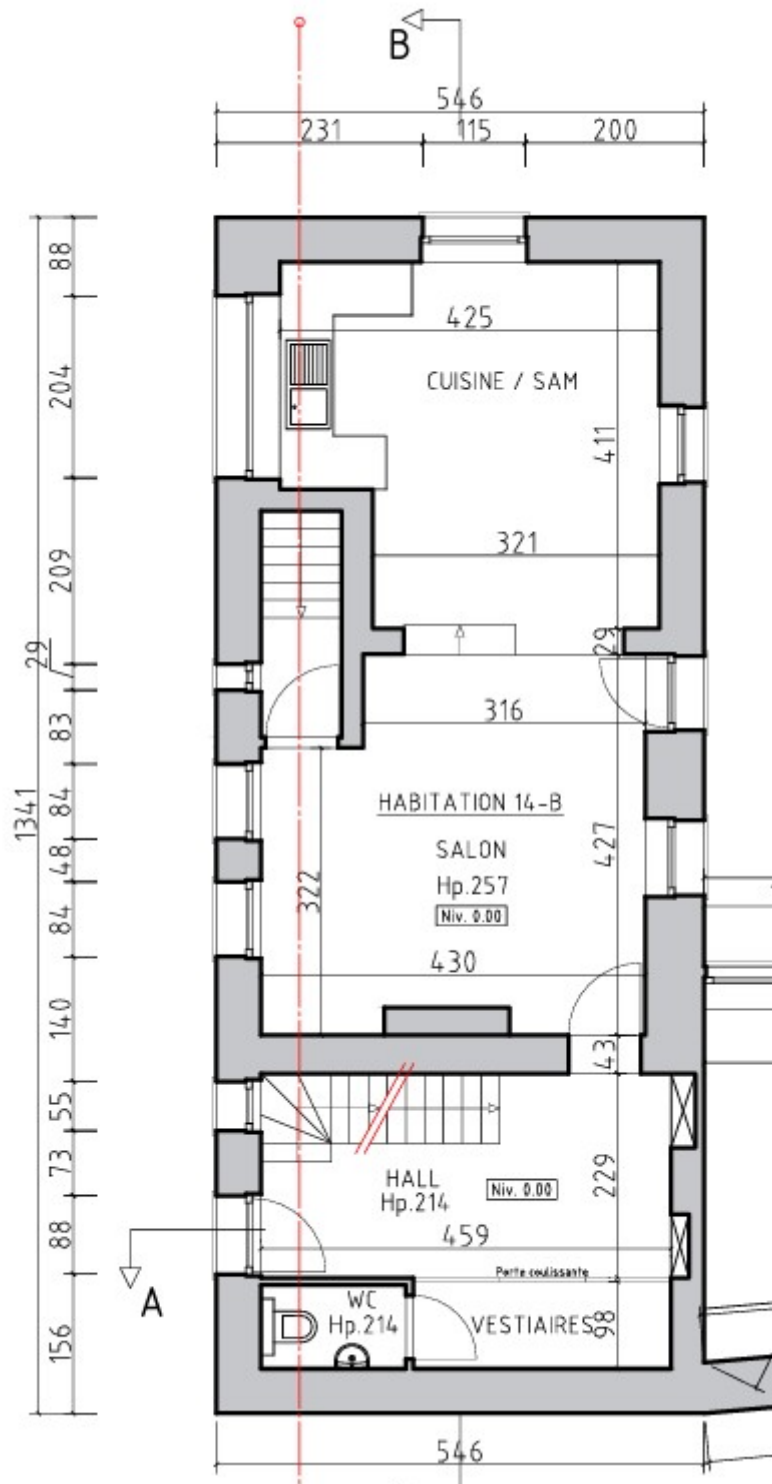 B
546
231
115
200
88
425
CUISINE / SAM
204
411
321
209
29
29
316
83
1341
HABITATION 14-B
84
427
SALON
48
Hp.257
322
Niv. 0.00
84
430
140
43
55
HALL
Hp.214
Niv. 0.00
229
73
459
88
Porte coulissante
A
WC
Hp.214
VESTIAIRES
98
156
546